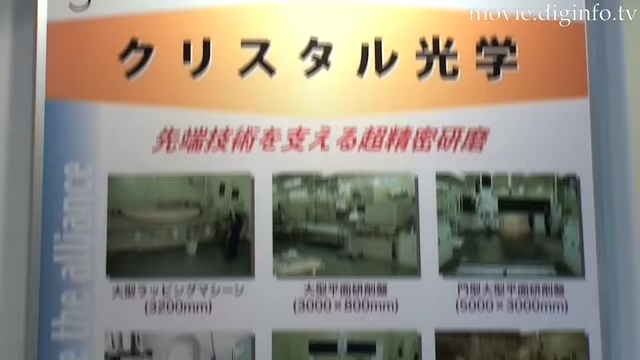 movie.diginfo.tv
クリスタル光学
先端技術を支える超精密研磨
大型ラッピングマシーン
(3200mm)
大型平面研削盤
(3000×800mm)
門型大型平面研削盤
(5000×3000mm)
the alliance